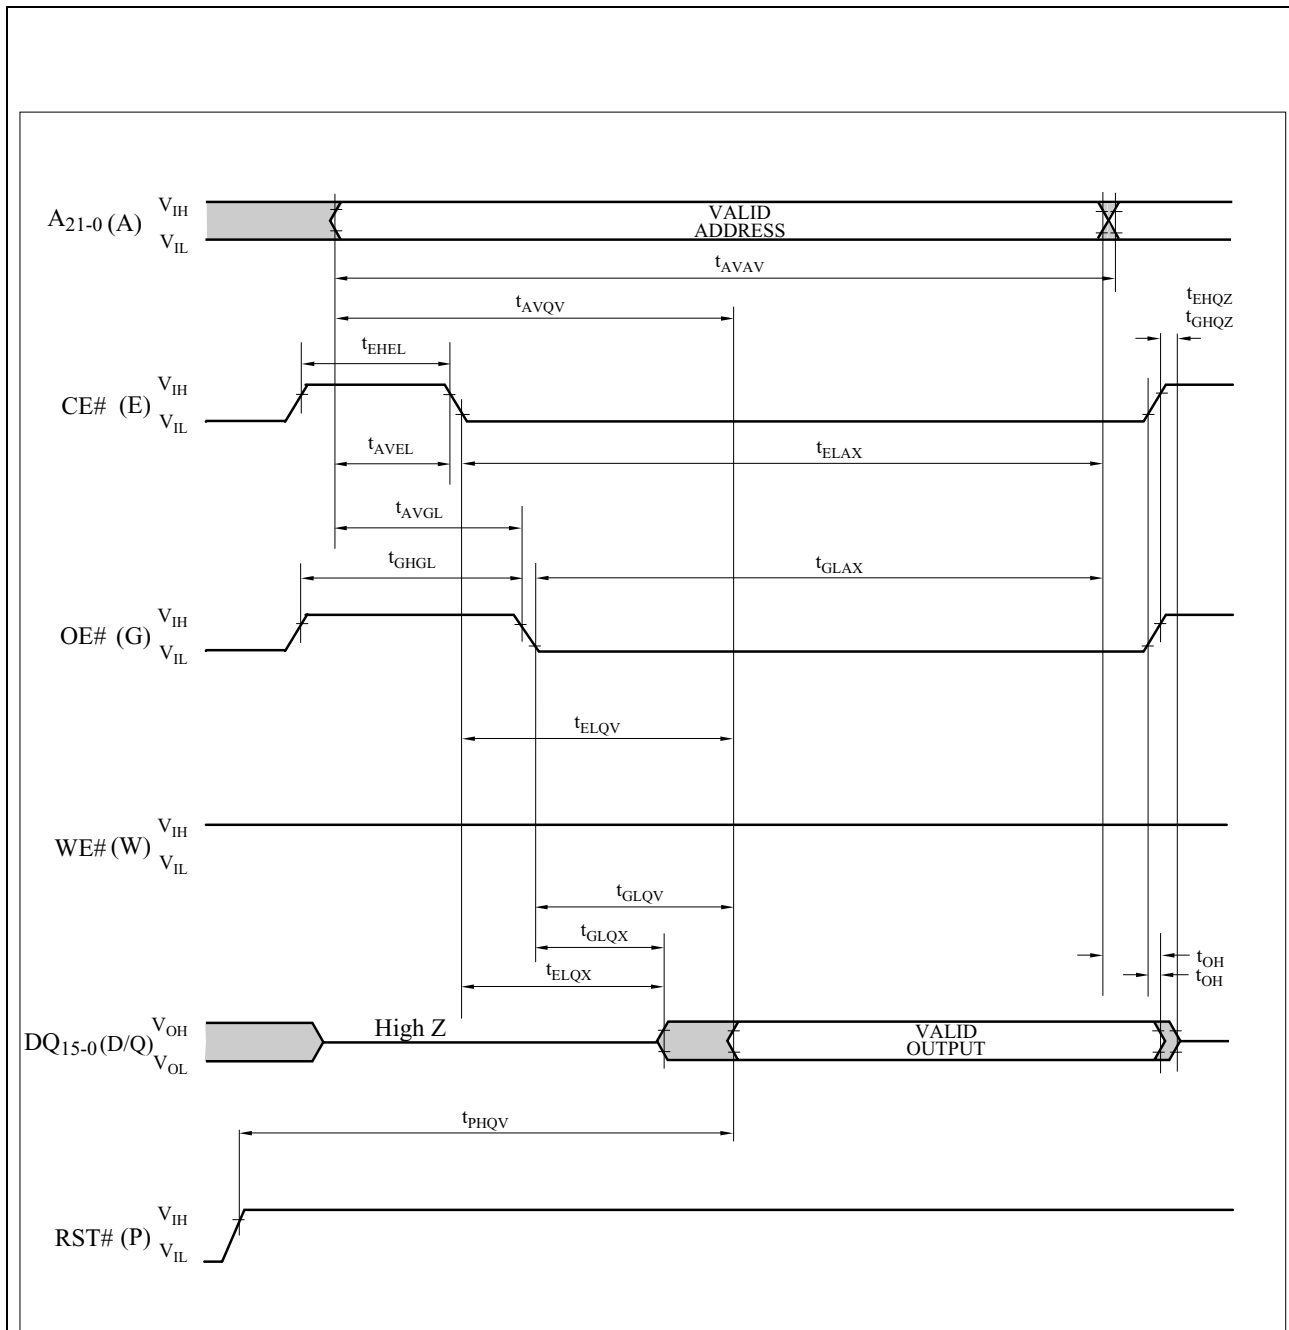 A21-0 (A)
VIH
VIL
VALID
ADDRESS
tAVAV
tAVQV
tEHQZ
tGHQZ
tEHEL
CE# (E)
VIH
VIL
tAVEL
tELAX
tAVGL
tGHGL
tGLAX
OE# (G)
VIH
VIL
tELQV
WE# (W)
VIH
VIL
tGLQV
tGLQX
tELQX
tOH
tOH
DQ15-0 (D/Q)
VOH
VOL
High Z
VALID
OUTPUT
tPHQV
RST# (P)
VIH
VIL